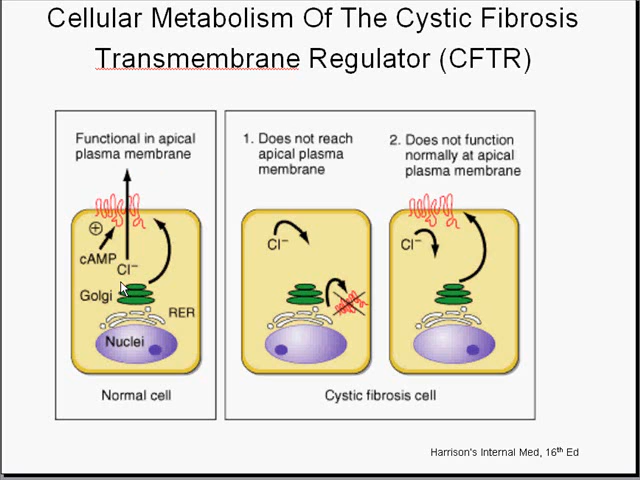 Cellular Metabolism Of The Cystic Fibrosis
Transmembrane Regulator (CFTR)
Functional in apical
plasma membrane
+
cAMP
Cl−
Golgi
RER
Nuclei
Normal cell
1. Does not reach
apical plasma
membrane
Cl−
2. Does not function
normally at apical
plasma membrane
Cl−
Cystic fibrosis cell
Harrison's Internal Med, 16th Ed